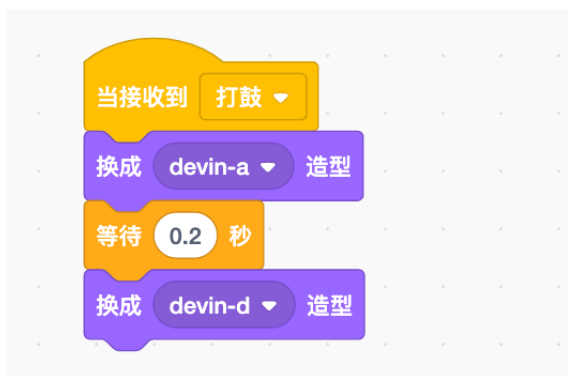 当接收到 打鼓
换成 devin-a 造型
等待 0.2 秒
换成 devin-d 造型